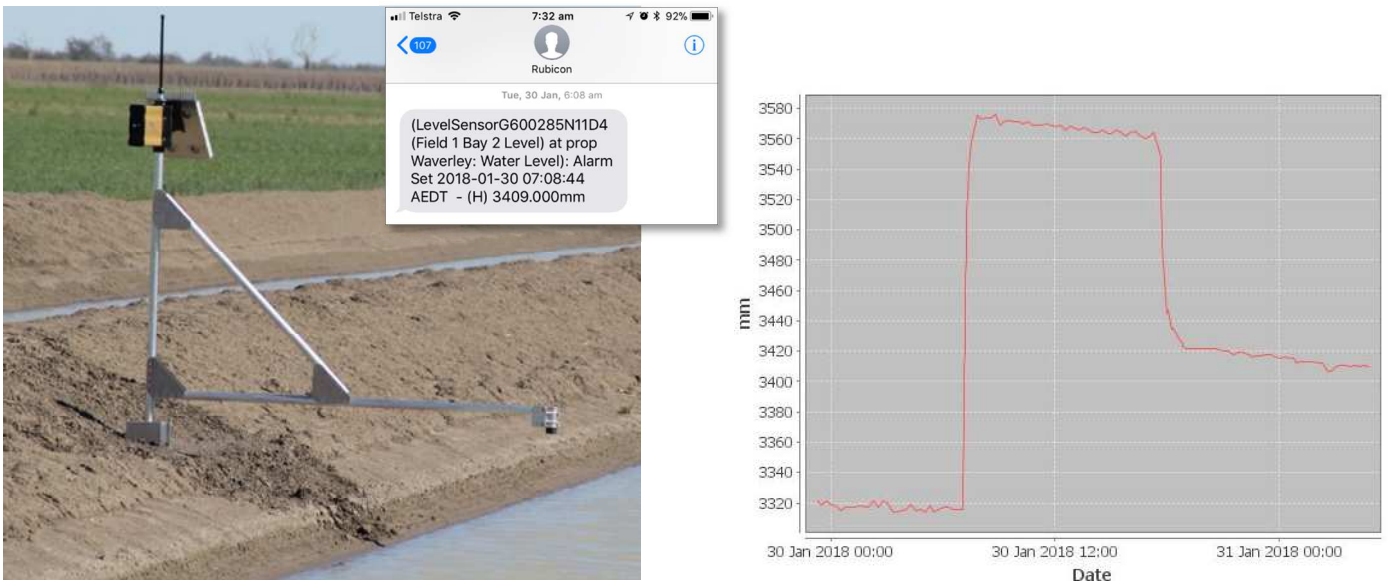 Telstra 7:32 am 92%
107
Rubicon
Tue, 30 Jan, 6:08 am
(LevelSensorG600285N11D4
(Field 1 Bay 2 Level) at prop
Waverley: Water Level): Alarm
Set 2018-01-30 07:08:44
AEDT - (H) 3409.000mm
3580
3560
3540
3520
3500
3480
3460
3440
3420
3400
3380
3360
3340
3320
mm
30 Jan 2018 00:00 30 Jan 2018 12:00 31 Jan 2018 00:00
Date